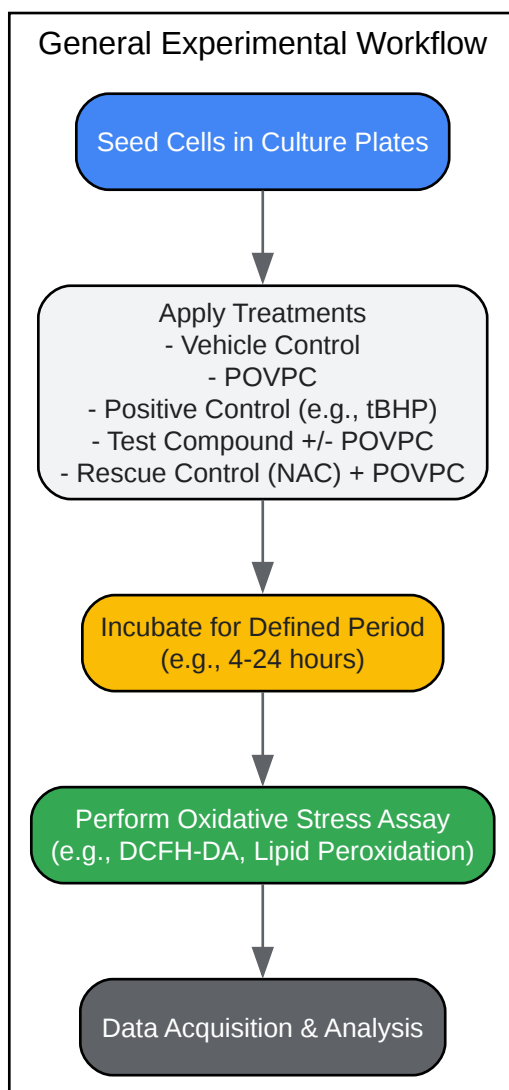 General Experimental Workflow
Seed Cells in Culture Plates
Apply Treatments
- Vehicle Control
- POVPC
- Positive Control (e.g., tBHP)
- Test Compound +/- POVPC
- Rescue Control (NAC) + POVPC
Incubate for Defined Period
(e.g., 4-24 hours)
Perform Oxidative Stress Assay
(e.g., DCFH-DA, Lipid Peroxidation)
Data Acquisition & Analysis